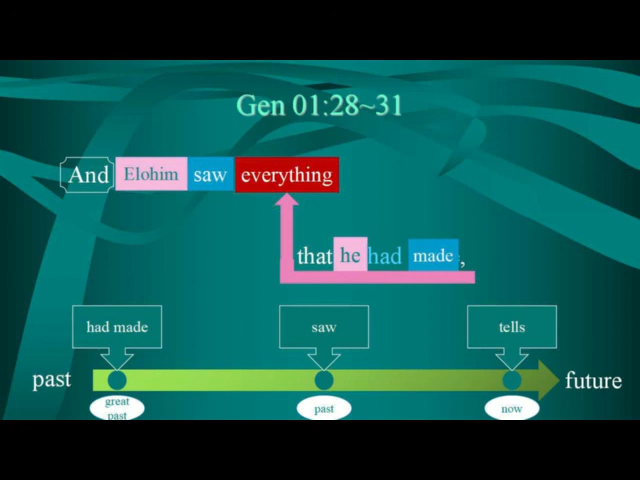 Gen 01:28~31
And Elohim saw everything
that he had made,
had made saw tells
past future
great
past
past now